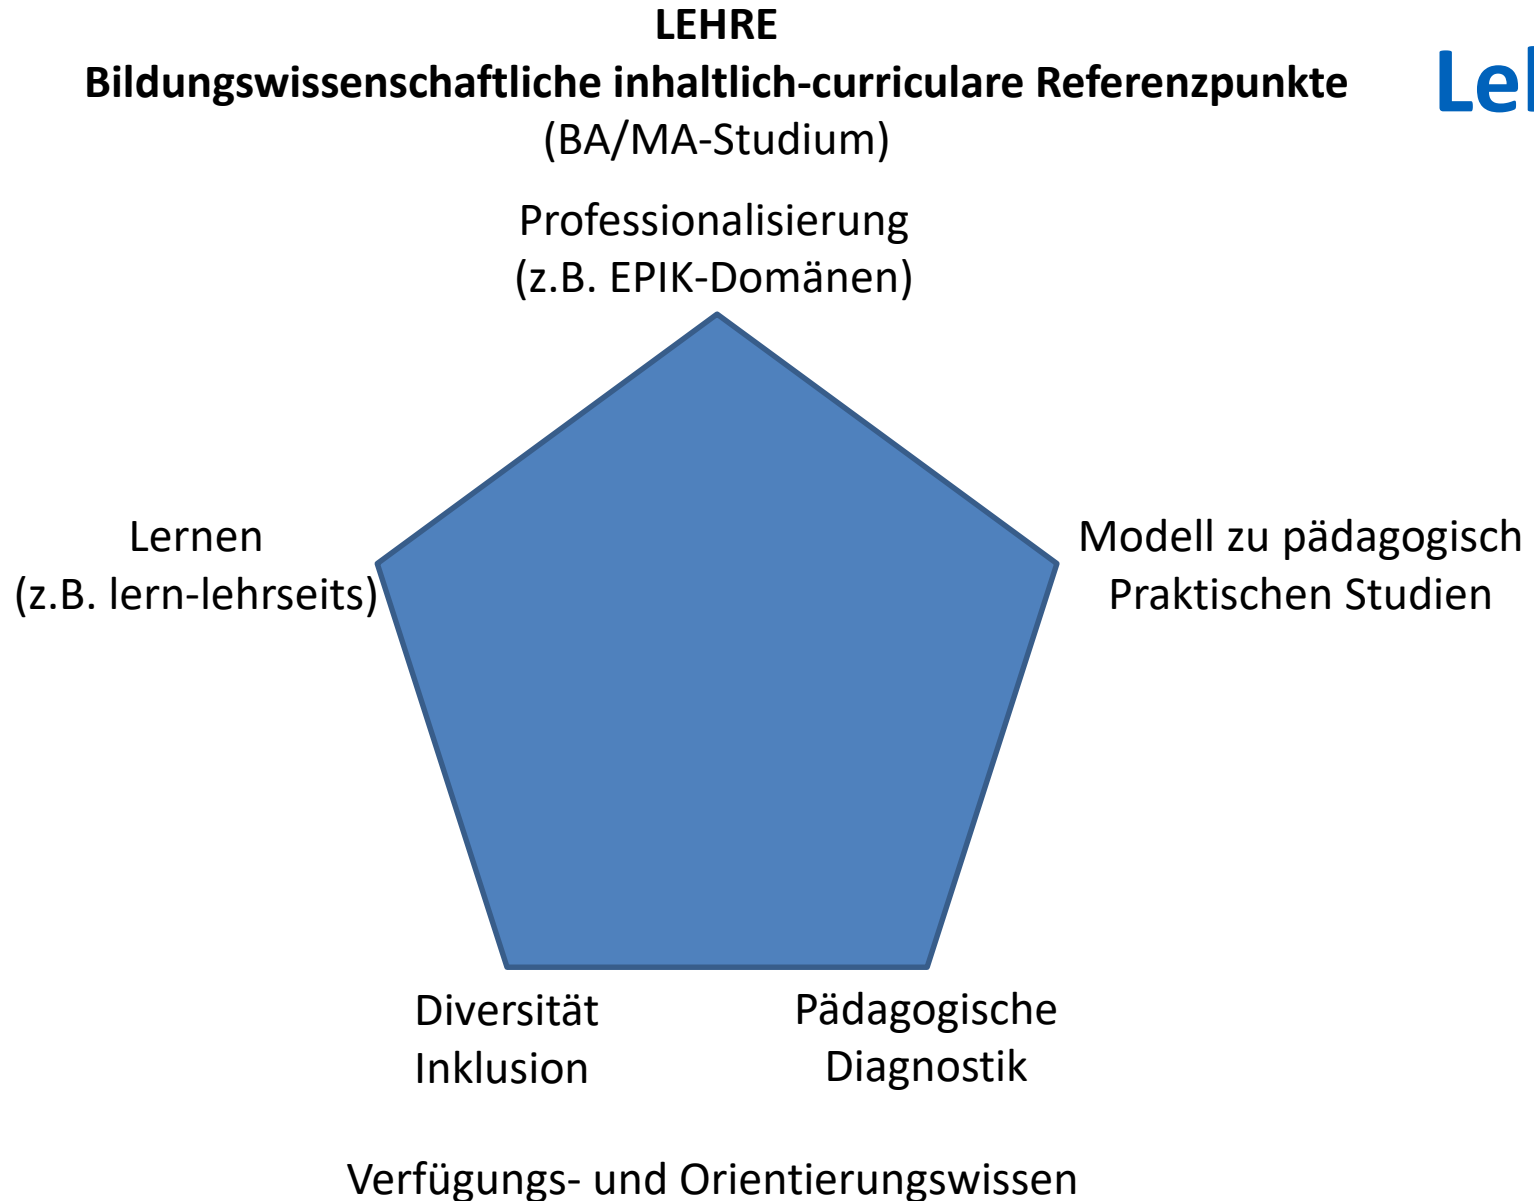 LEHRE
Bildungswissenschaftliche inhaltlich-curriculare Referenzpunkte
(BA/MA-Studium)
Professionalisierung
(z.B. EPIK-Domänen)
Lernen
(z.B. lern-lehrseits)
Modell zu pädagogisch
Praktischen Studien
Diversität
Inklusion
Pädagogische
Diagnostik
Verfügungs- und Orientierungswissen